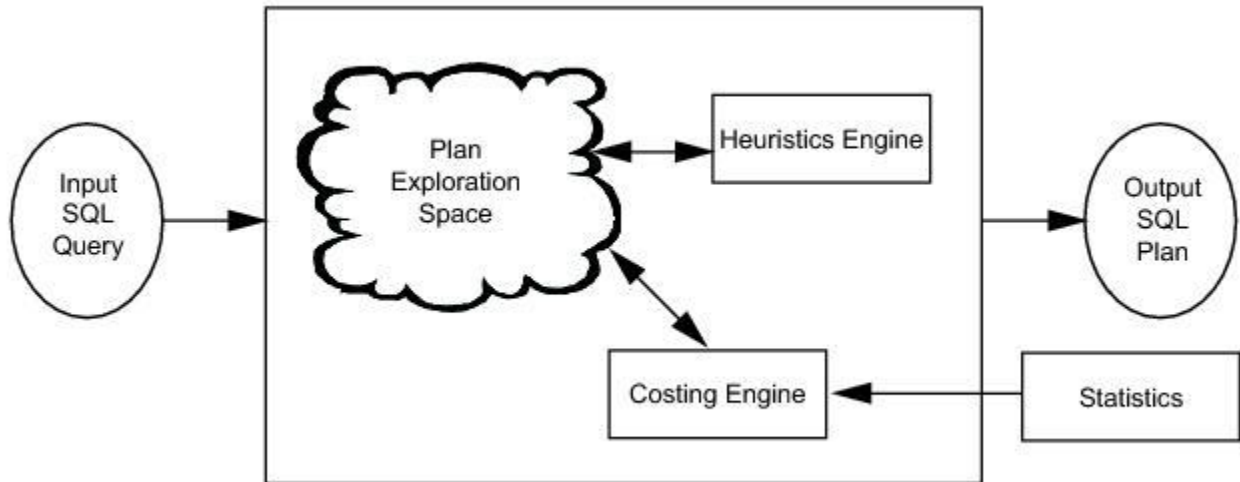 Input
SQL
Query
Plan
Exploration
Space
Heuristics Engine
Costing Engine
Output
SQL
Plan
Statistics